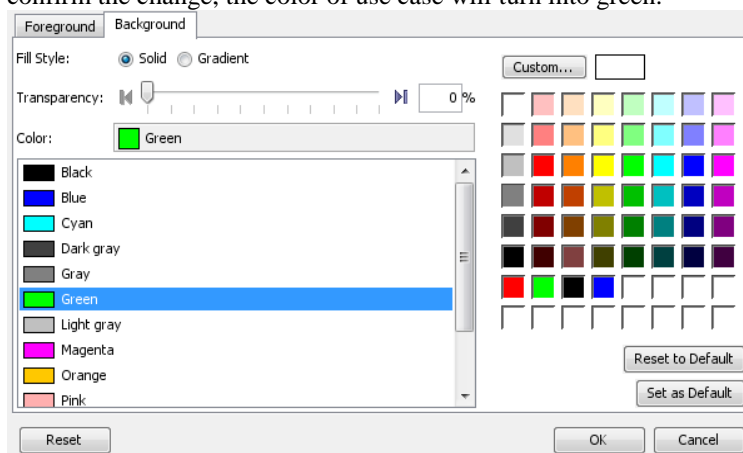 confirm the change, the color of use case will turn into green.
Foreground Background
Fill Style: Solid Gradient
Custom...
Transparency: 0 %
Color: Green
Black
Blue
Cyan
Dark gray
Gray
Green
Light gray
Magenta
Orange
Pink
Reset to Default
Set as Default
Reset OK Cancel